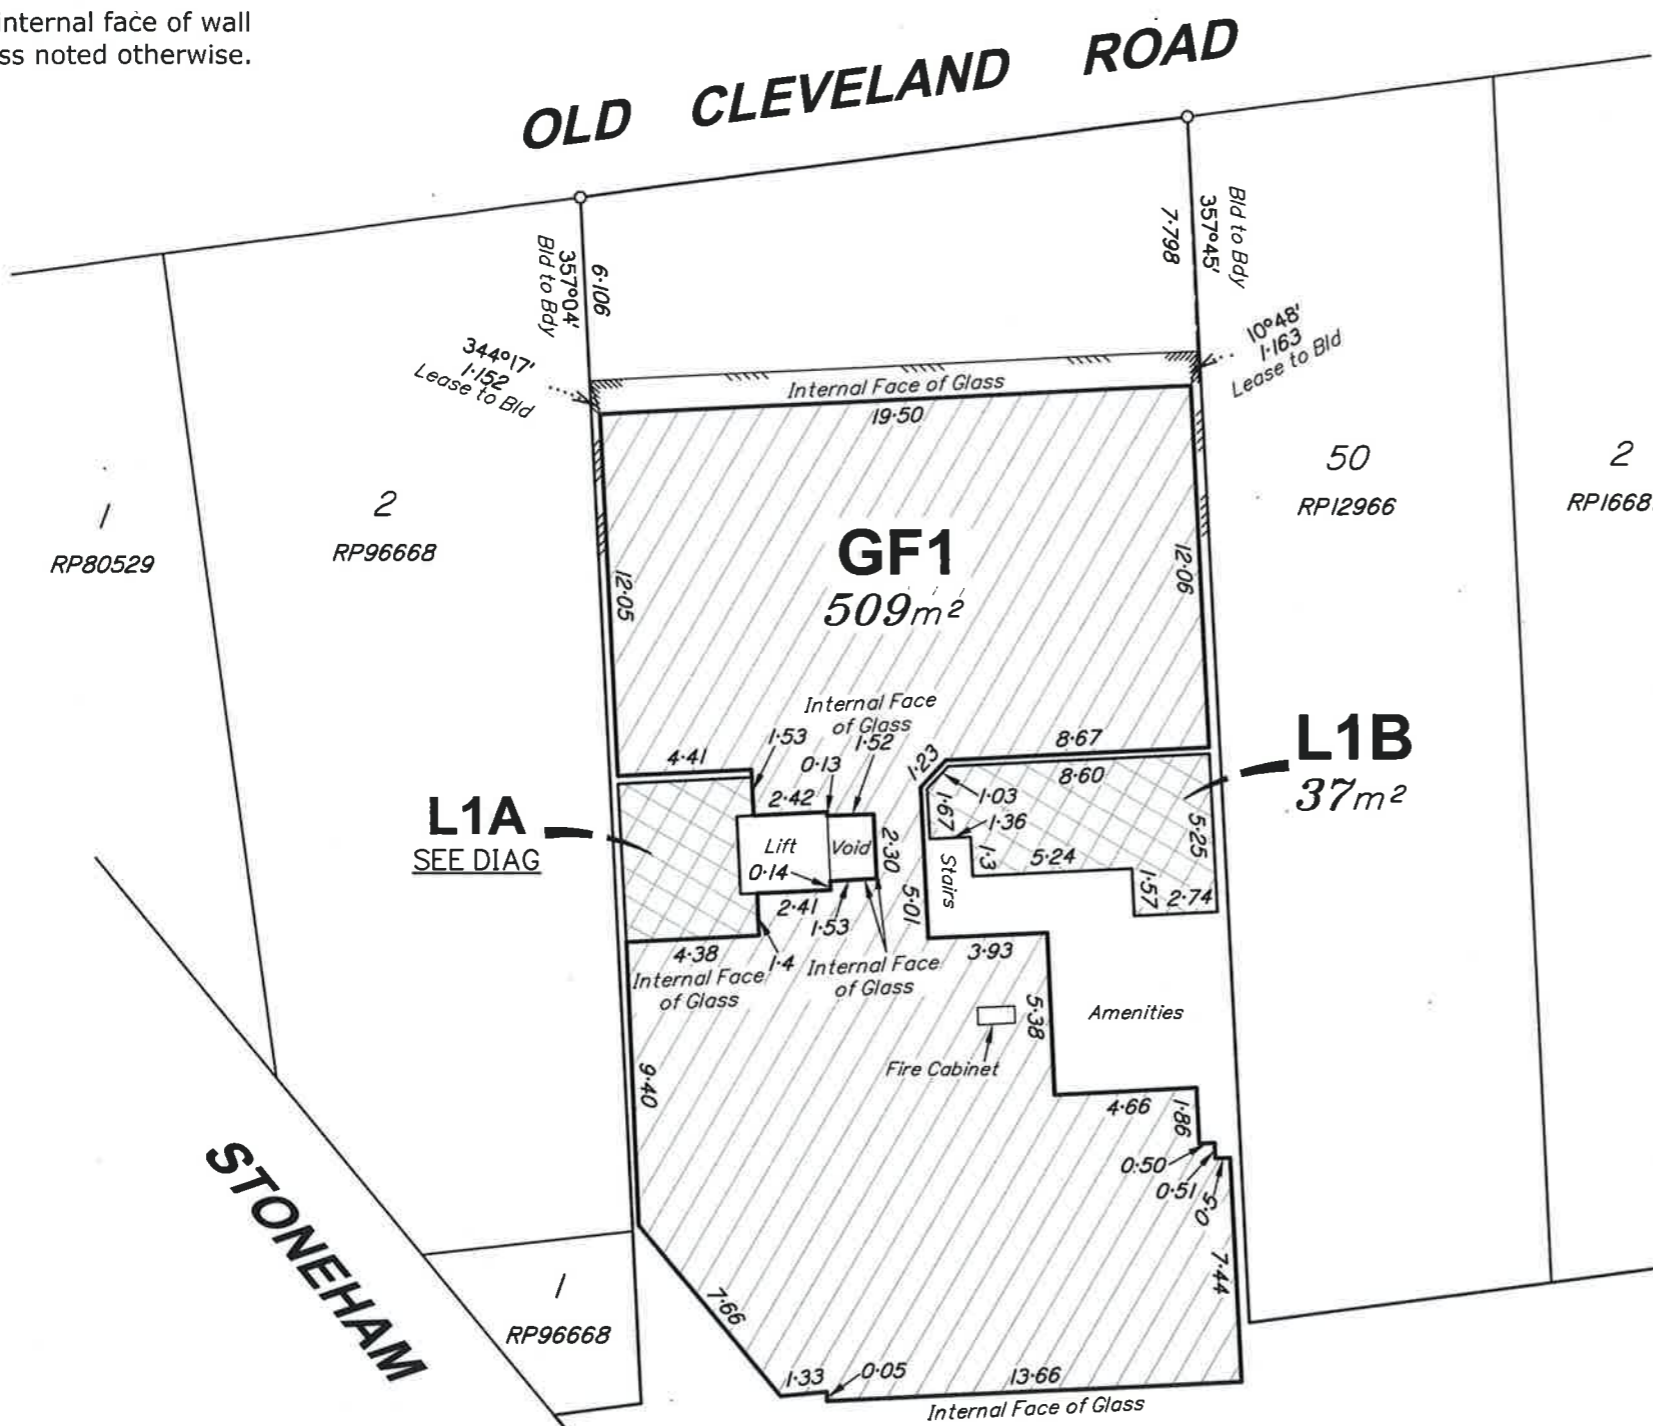 internal face of wall
ss noted otherwise.
OLD CLEVELAND ROAD
6·106
357°04'
Bld to Bdy
7·798
357°45'
Bld to Bdy
344°17'
1·152
Lease to Bld
10°48'
1·163
Lease to Bld
Internal Face of Glass
19·50
1
RP80529
2
RP96668
50
RP12966
2
RP1668
GF1
509m²
12·05
12·06
Internal Face
of Glass
4·41
1·53
0·13
1·52
2·42
1·23
8·67
8·60
L1B
37m²
L1A
SEE DIAG
Lift
Void
0·14
2·30
2·41
1·53
5·01
1·67
1·03
1·36
1·3
5·24
5·25
1·57
2·74
Stairs
4·38
1·4
Internal Face
of Glass
Internal Face
of Glass
3·93
5·38
Amenities
Fire Cabinet
9·40
4·66
1·86
0·50
0·51
0·5
7·44
STONEHAM
1
RP96668
7·66
1·33
0·05
13·66
Internal Face of Glass